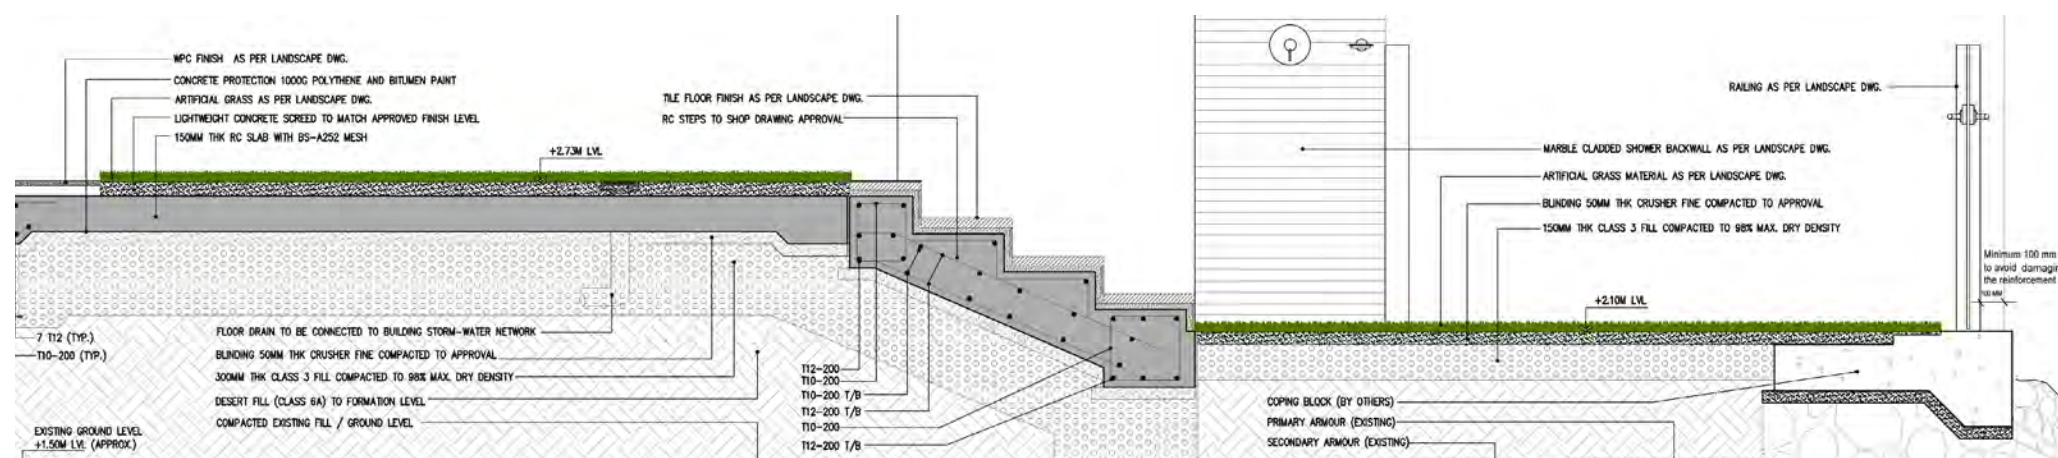 WPC FINISH AS PER LANDSCAPE DWG.
CONCRETE PROTECTION 1000G POLYTHENE AND BITUMEN PAINT
ARTIFICIAL GRASS AS PER LANDSCAPE DWG.
LIGHTWEIGHT CONCRETE SCREED TO MATCH APPROVED FINISH LEVEL
150MM THK RC SLAB WITH BS-A252 MESH
+2.73M LVL
TILE FLOOR FINISH AS PER LANDSCAPE DWG.
RC STEPS TO SHOP DRAWING APPROVAL
RAILING AS PER LANDSCAPE DWG.
MARBLE CLADDED SHOWER BACKWALL AS PER LANDSCAPE DWG.
ARTIFICIAL GRASS MATERIAL AS PER LANDSCAPE DWG.
BLINDING 50MM THK CRUSHER FINE COMPACTED TO APPROVAL
150MM THK CLASS 3 FILL COMPACTED TO 98% MAX. DRY DENSITY
Minimum 100 mm
to avoid damagin
the reinforcement
100 MM
+2.10M LVL
FLOOR DRAIN TO BE CONNECTED TO BUILDING STORM-WATER NETWORK
7 T12 (TYP.)
T10-200 (TYP.)
BLINDING 50MM THK CRUSHER FINE COMPACTED TO APPROVAL
300MM THK CLASS 3 FILL COMPACTED TO 98% MAX. DRY DENSITY
DESERT FILL (CLASS 6A) TO FORMATION LEVEL
COMPACTED EXISTING FILL / GROUND LEVEL
EXISTING GROUND LEVEL
+1.50M LVL (APPROX.)
T12-200
T10-200
T10-200 T/B
T12-200 T/B
T10-200
T12-200 T/B
COPING BLOCK (BY OTHERS)
PRIMARY ARMOUR (EXISTING)
SECONDARY ARMOUR (EXISTING)